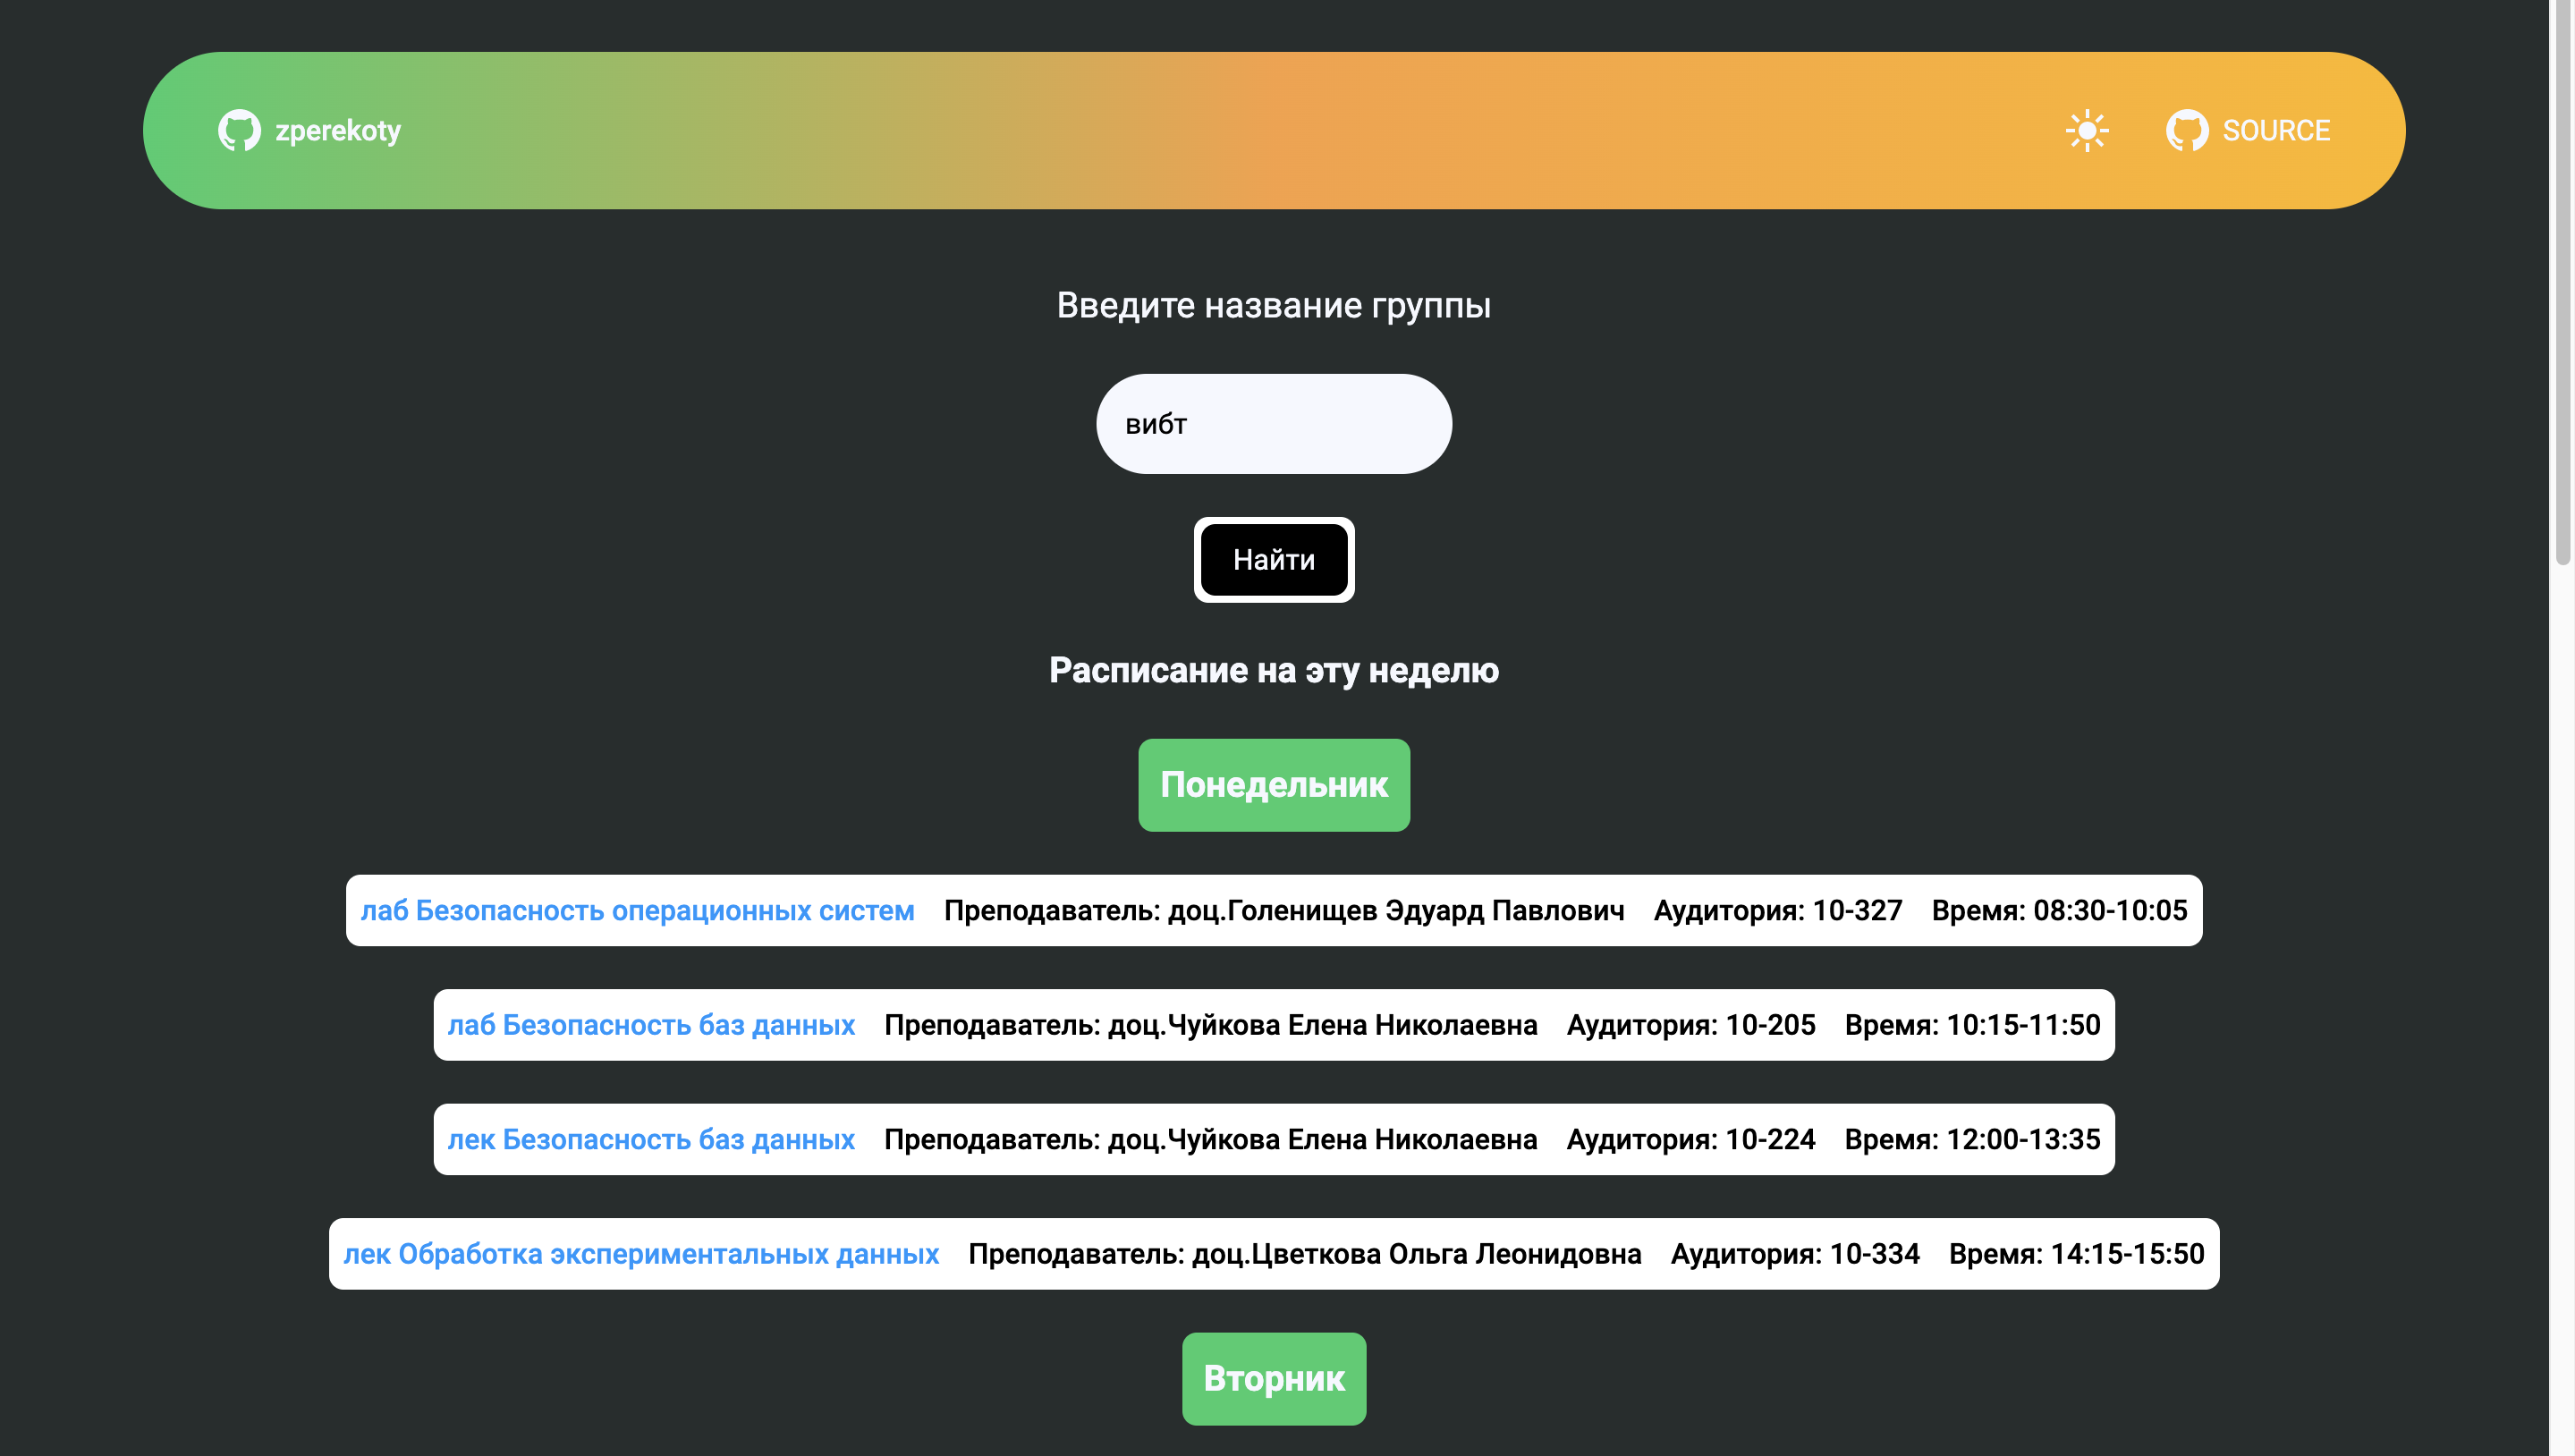 zperekoty SOURCE
Введите название группы
вибт
Найти
Расписание на эту неделю
Понедельник
лаб Безопасность операционных систем Преподаватель: доц.Голенищев Эдуард Павлович Аудитория: 10-327 Время: 08:30-10:05
лаб Безопасность баз данных Преподаватель: доц.Чуйкова Елена Николаевна Аудитория: 10-205 Время: 10:15-11:50
лек Безопасность баз данных Преподаватель: доц.Чуйкова Елена Николаевна Аудитория: 10-224 Время: 12:00-13:35
лек Обработка экспериментальных данных Преподаватель: доц.Цветкова Ольга Леонидовна Аудитория: 10-334 Время: 14:15-15:50
Вторник